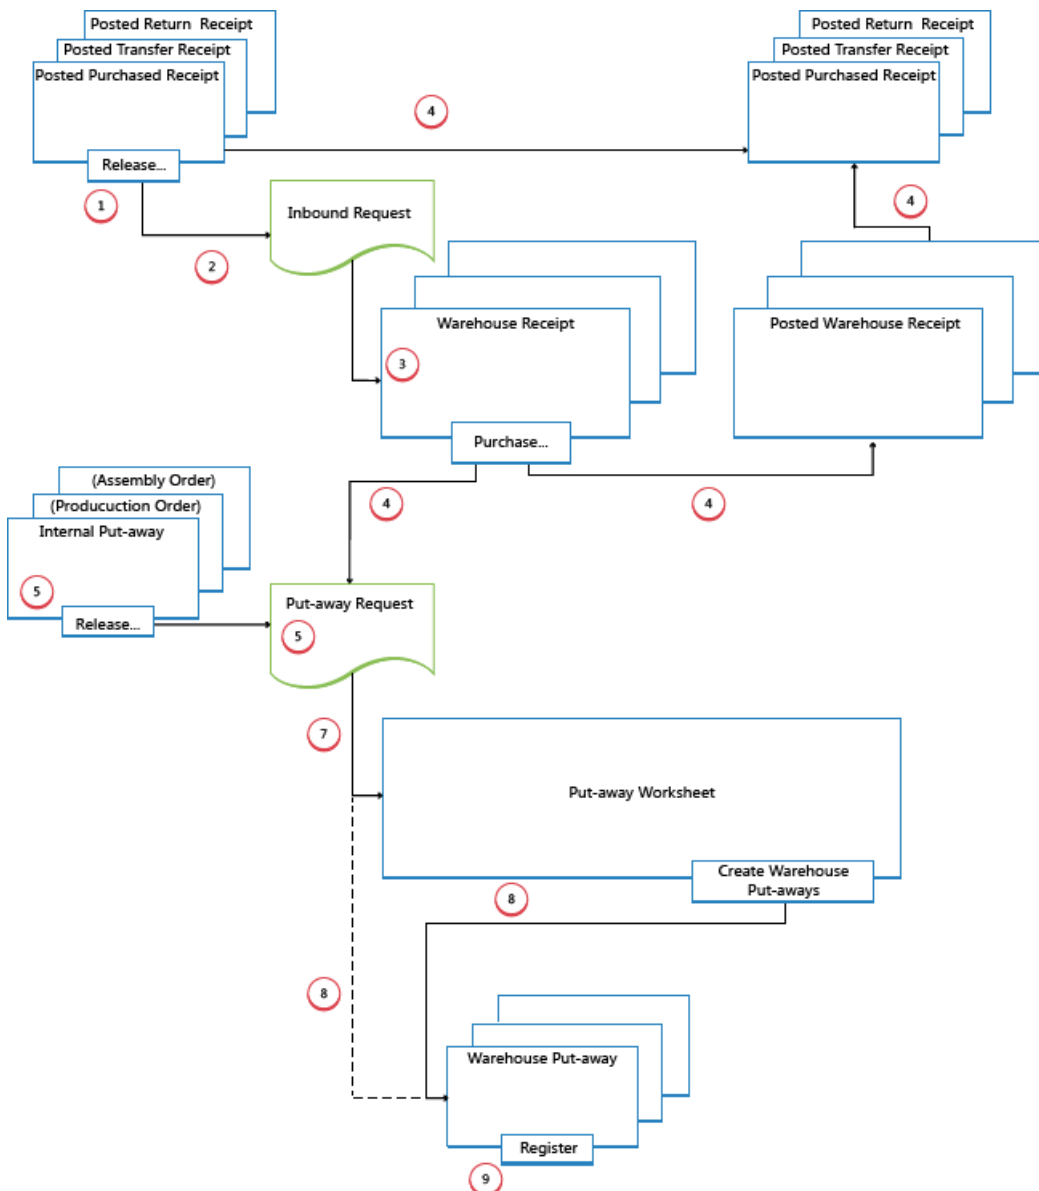 Posted Return  Receipt
Posted Transfer Receipt
Posted Purchased Receipt
Release...
Posted Return  Receipt
Posted Transfer Receipt
Posted Purchased Receipt
4
1
2
Inbound Request
4
Warehouse Receipt
3
Purchase...
Posted Warehouse Receipt
4
4
(Assembly Order)
(Producuction Order)
Internal Put-away
5
Release...
Put-away Request
5
7
Put-away Worksheet
Create Warehouse
Put-aways
8
8
Warehouse Put-away
Register
9